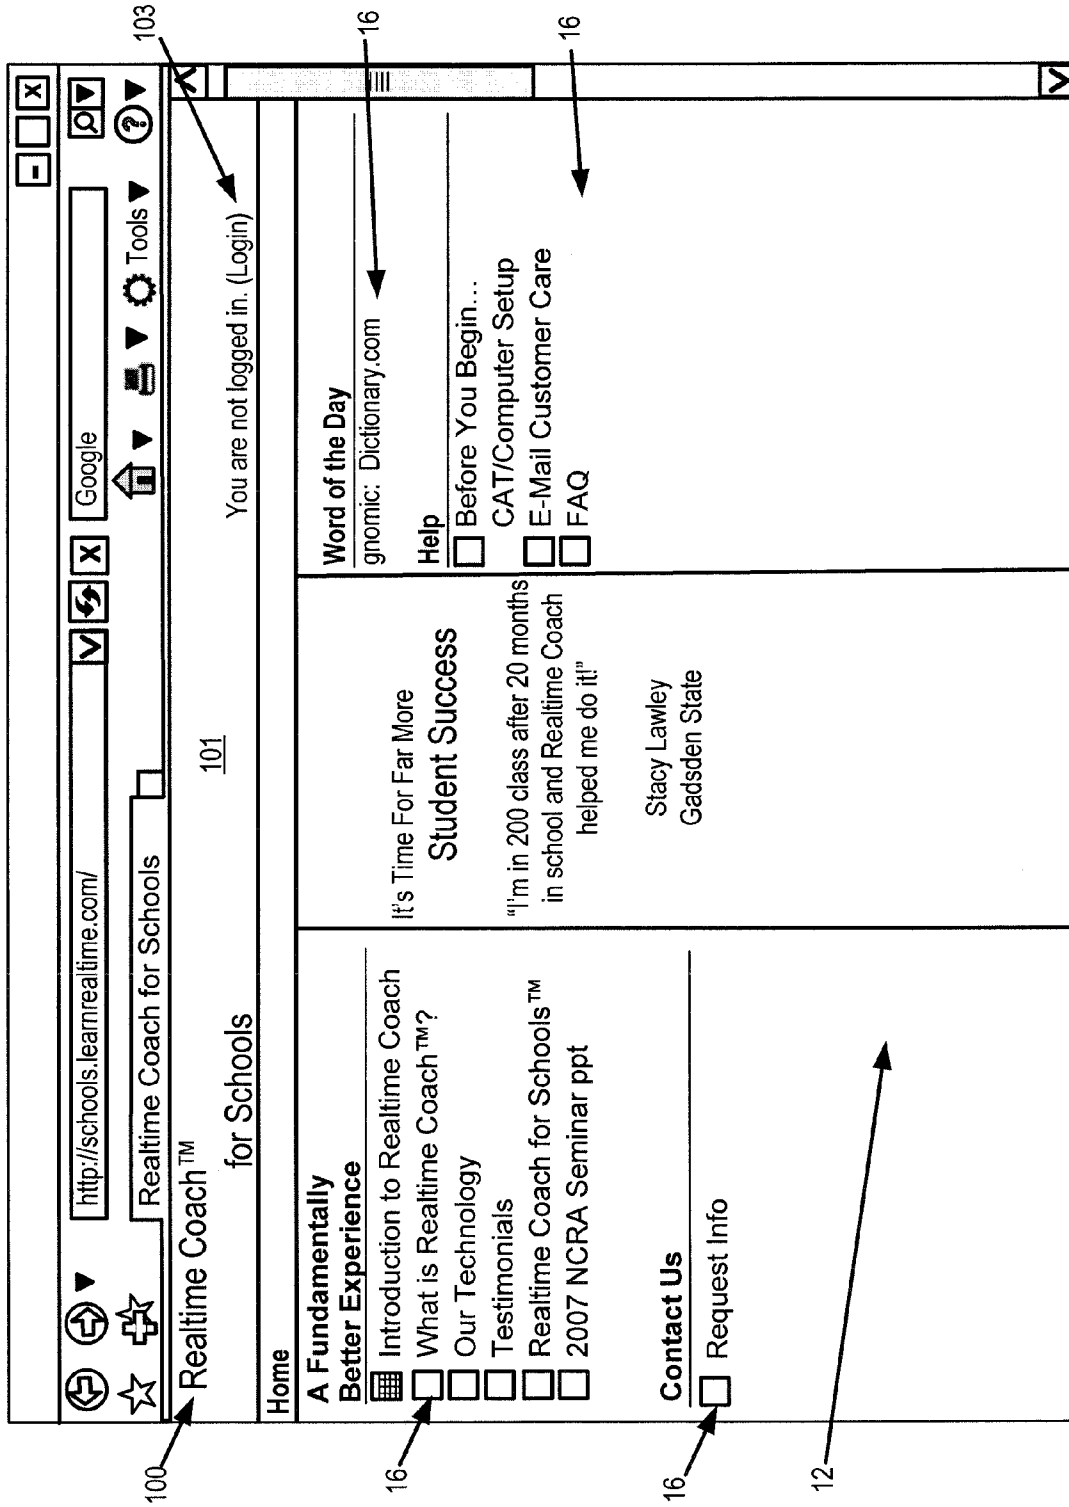 http://schools.learnrealtime.com/
Google
Realtime Coach for Schools
Tools
?
100
Realtime Coach™
for Schools
101
You are not logged in. (Login)
103
Home
A Fundamentally
Better Experience
Introduction to Realtime Coach
What is Realtime Coach™?
Our Technology
Testimonials
Realtime Coach for Schools™
2007 NCRA Seminar ppt
16
Contact Us
Request Info
16
12
It's Time For Far More
Student Success
"I'm in 200 class after 20 months
in school and Realtime Coach
helped me do it!"
Stacy Lawley
Gadsden State
Word of the Day
gnomic: Dictionary.com
16
Help
Before You Begin...
CAT/Computer Setup
E-Mail Customer Care
FAQ
16